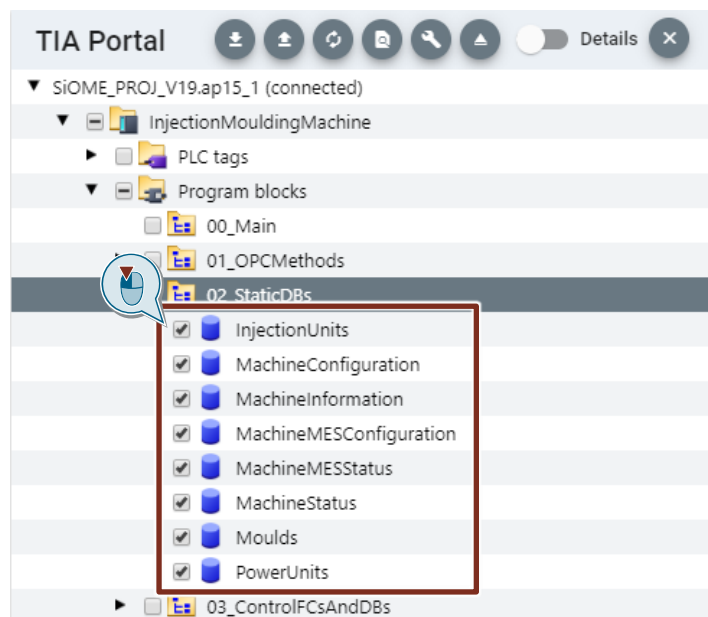 TIA Portal
Details
SiOME_PROJ_V19.ap15_1 (connected)
InjectionMouldingMachine
PLC tags
Program blocks
00_Main
01_OPCMethods
02_StaticDBs
InjectionUnits
MachineConfiguration
MachineInformation
MachineMESConfiguration
MachineMESStatus
MachineStatus
Moulds
PowerUnits
03_ControlFCsAndDBs